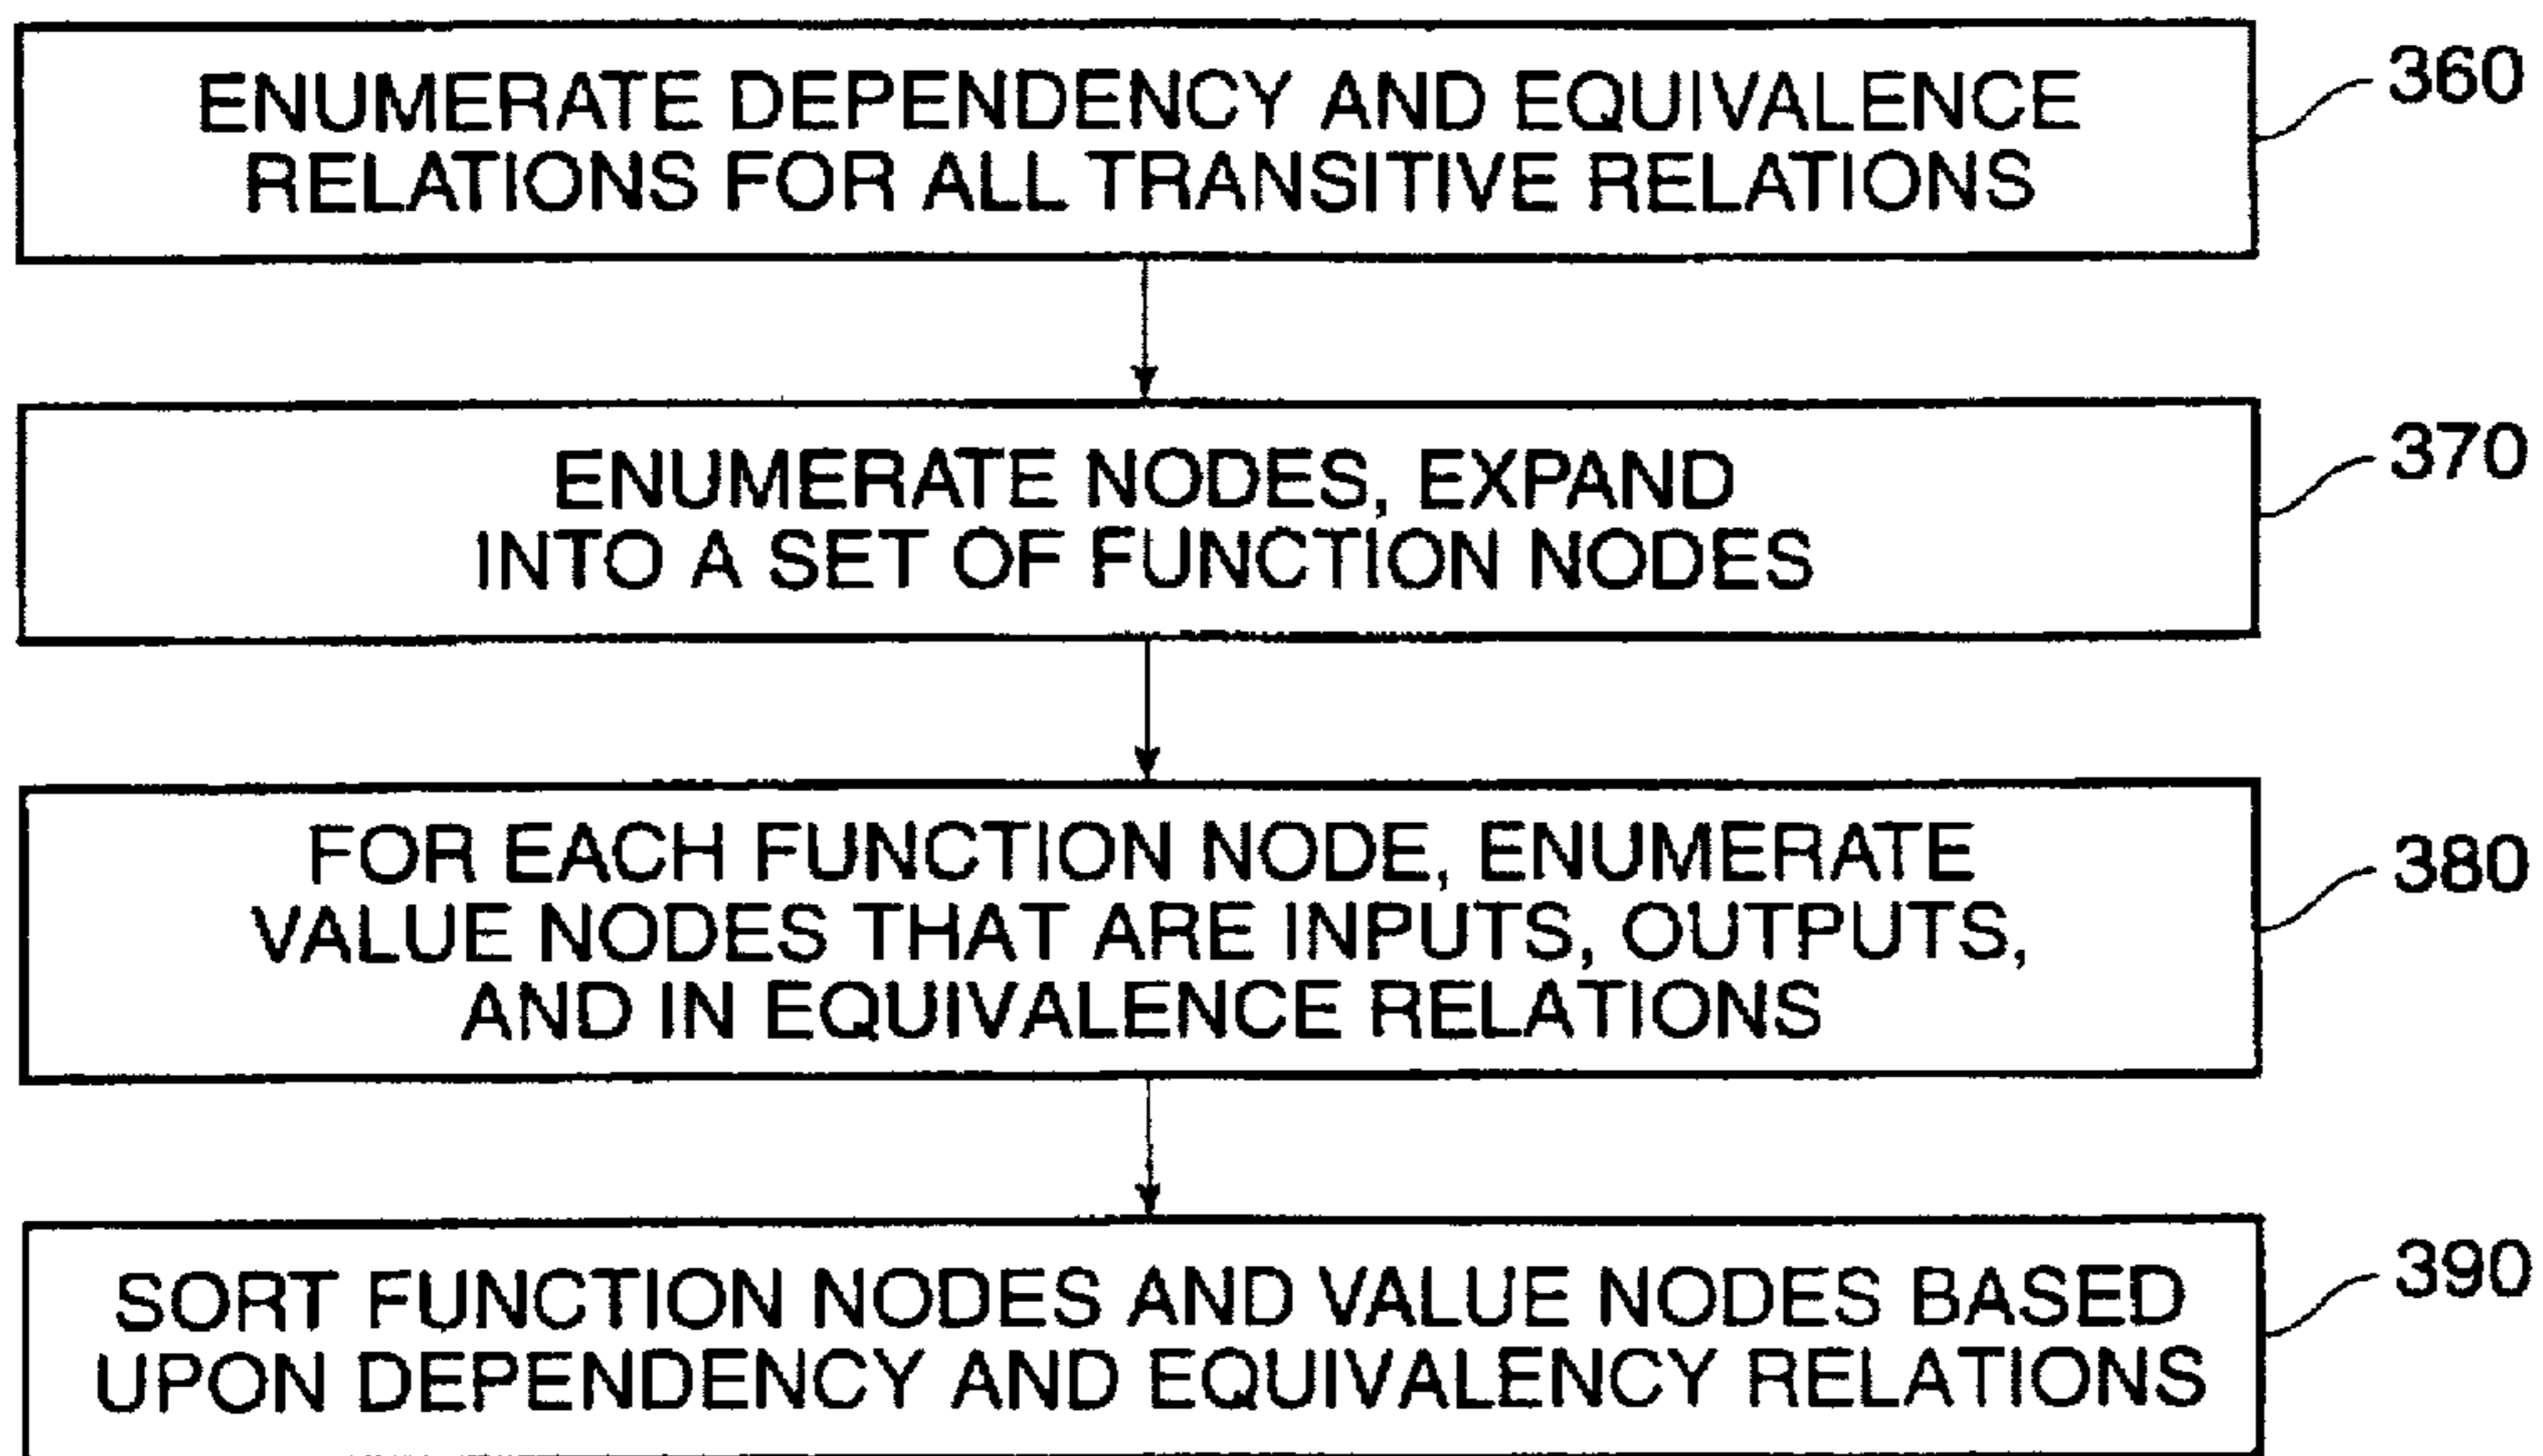 ENUMERATE DEPENDENCY AND EQUIVALENCE
RELATIONS FOR ALL TRANSITIVE RELATIONS
360
ENUMERATE NODES, EXPAND
INTO A SET OF FUNCTION NODES
370
FOR EACH FUNCTION NODE, ENUMERATE
VALUE NODES THAT ARE INPUTS, OUTPUTS,
AND IN EQUIVALENCE RELATIONS
380
SORT FUNCTION NODES AND VALUE NODES BASED
UPON DEPENDENCY AND EQUIVALENCY RELATIONS
390